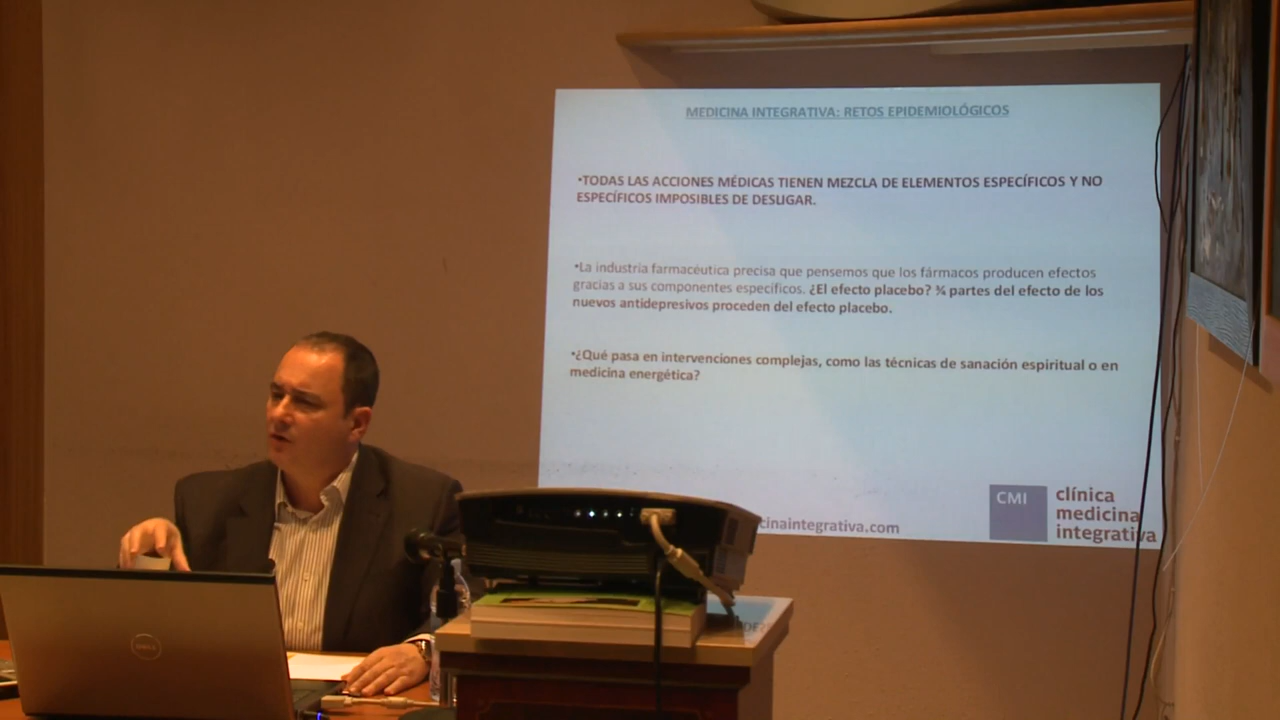 MEDICINA INTEGRATIVA: RETOS EPIDEMIOLÓGICOS
•TODAS LAS ACCIONES MÉDICAS TIENEN MEZCLA DE ELEMENTOS ESPECÍFICOS Y NO
ESPECÍFICOS IMPOSIBLES DE DESLIGAR.
•La industria farmacéutica precisa que pensemos que los fármacos producen efectos
gracias a sus componentes específicos. ¿El efecto placebo? ¾ partes del efecto de los
nuevos antidepresivos proceden del efecto placebo.
•¿Qué pasa en intervenciones complejas, como las técnicas de sanación espiritual o en
medicina energética?
cinaintegrativa.com
CMI
clínica
medicina
integrativa
DELL